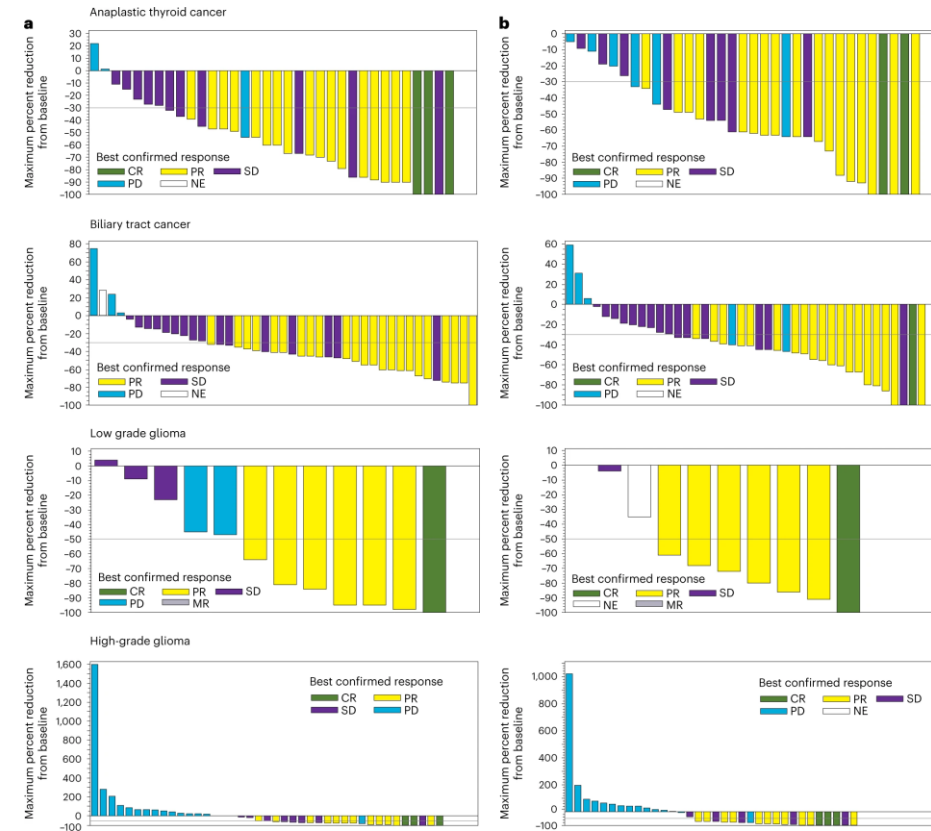 a
b
Anaplastic thyroid cancer
Maximum percent reduction
from baseline
30
20
10
0
−10
−20
−30
−40
−50
−60
−70
−80
−90
−100
Best confirmed response
CR PR SD
PD NE
Maximum percent reduction
from baseline
0
−10
−20
−30
−40
−50
−60
−70
−80
−90
−100
Best confirmed response
CR PR SD
PD NE
Biliary tract cancer
Maximum percent reduction
from baseline
80
60
40
20
0
−20
−40
−60
−80
−100
Best confirmed response
PR SD
PD NE
Maximum percent reduction
from baseline
60
40
20
0
−20
−40
−60
−80
−100
Best confirmed response
CR PR SD
PD NE
Low grade glioma
Maximum percent reduction
from baseline
10
0
−10
−20
−30
−40
−50
−60
−70
−80
−90
−100
Best confirmed response
CR PR SD
PD MR
Maximum percent reduction
from baseline
10
0
−10
−20
−30
−40
−50
−60
−70
−80
−90
−100
Best confirmed response
CR PR SD
NE MR
High-grade glioma
Maximum percent reduction
from baseline
1,600
1,400
1,200
1,000
800
600
400
200
0
−100
Best confirmed response
CR PR
SD PD
Maximum percent reduction
from baseline
1,000
800
600
400
200
0
−100
Best confirmed response
CR PR SD
PD NE